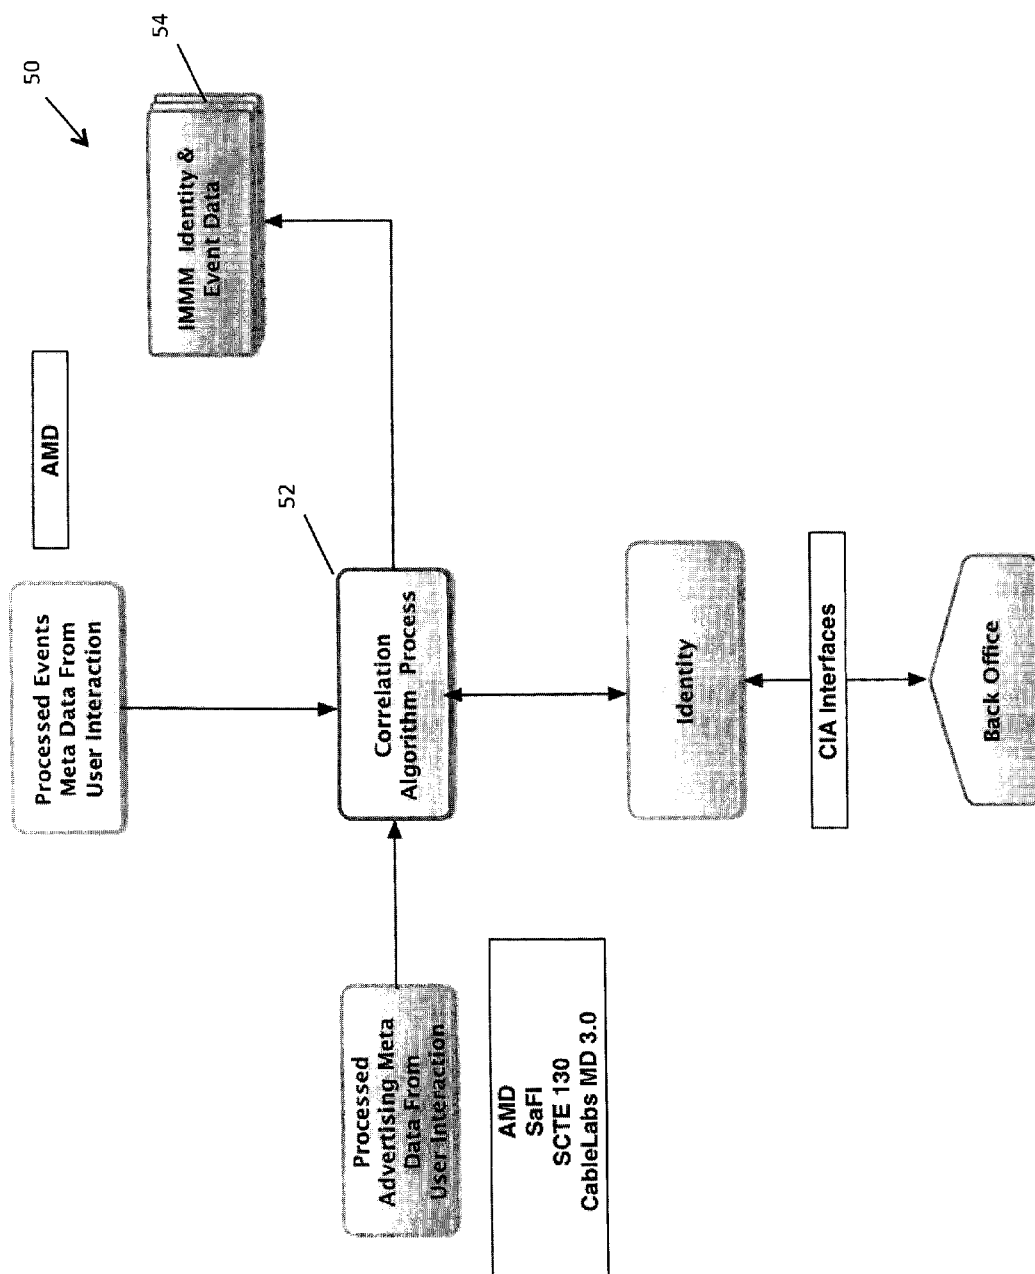 50
54
IMMM Identity &
Event Data
AMD
Processed Events
Meta Data From
User Interaction
52
Correlation
Algorithm Process
Processed
Advertising Meta
Data From
User Interaction
AMD
SaFI
SCTE 130
CableLabs MD 3.0
Identity
CIA Interfaces
Back Office